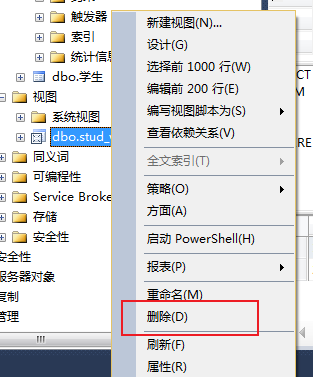 触发器
索引
统计信息
dbo.学生
视图
系统视图
dbo.stud_
同义词
可编程性
Service Broke
存储
安全性
安全性
服务器对象
复制
管理
新建视图(N)...
设计(G)
选择前 1000 行(W)
编辑前 200 行(E)
编写视图脚本为(S)
查看依赖关系(V)
全文索引(T)
策略(O)
方面(A)
启动 PowerShell(H)
报表(P)
重命名(M)
删除(D)
刷新(F)
属性(R)
CT
M
RE